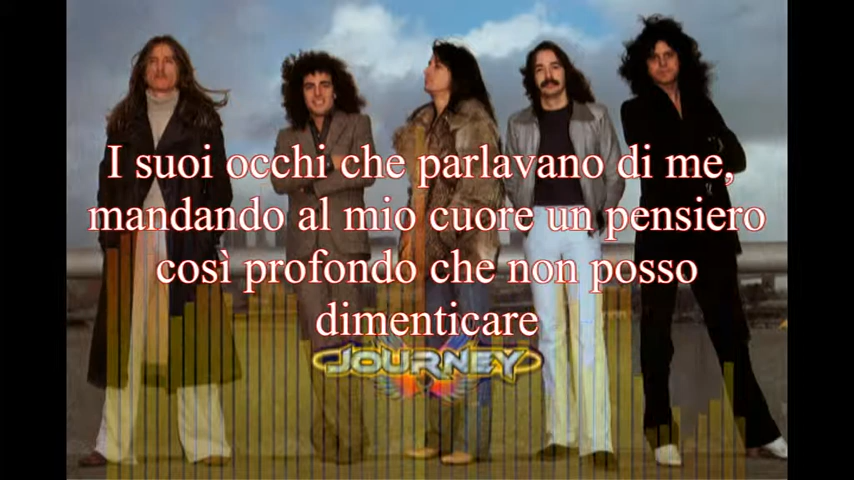 I suoi occhi che parlavano di me,
mandando al mio cuore un pensiero
così profondo che non posso
dimenticare
JOURNEY